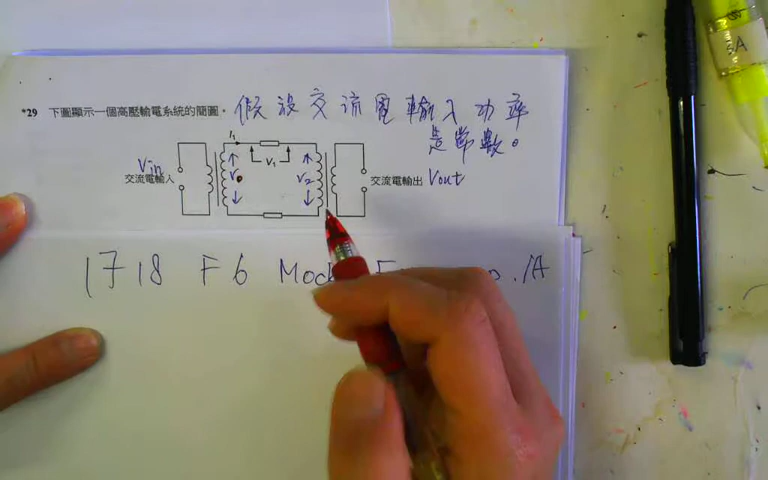 *29 下圖顯示一個高壓輸電系統的簡圖。假設交流電輸入功率
是常數。
I₁
Vin V₀ V₁ V₂
交流電輸入 交流電輸出 Vout
1718 F6 Mock
A